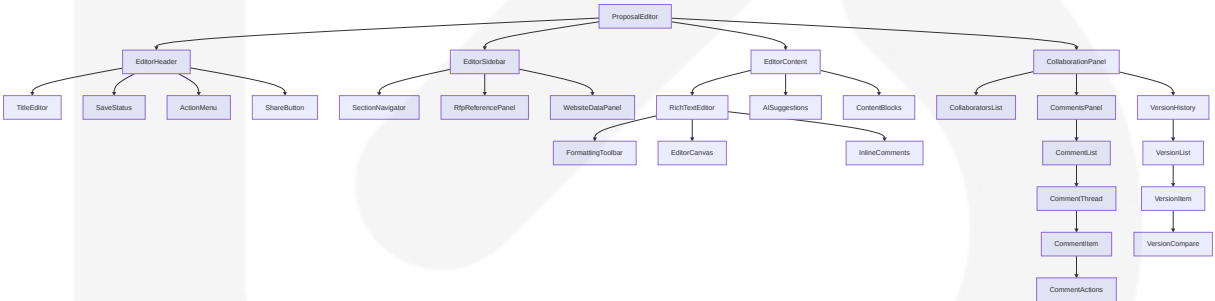 ProposalEditor
EditorHeader
EditorSidebar
EditorContent
CollaborationPanel
TitleEditor
SaveStatus
ActionMenu
ShareButton
SectionNavigator
RfpReferencePanel
WebsiteDataPanel
RichTextEditor
AISuggestions
ContentBlocks
CollaboratorsList
CommentsPanel
VersionHistory
FormattingToolbar
EditorCanvas
InlineComments
CommentList
VersionList
CommentThread
VersionItem
CommentItem
VersionCompare
CommentActions